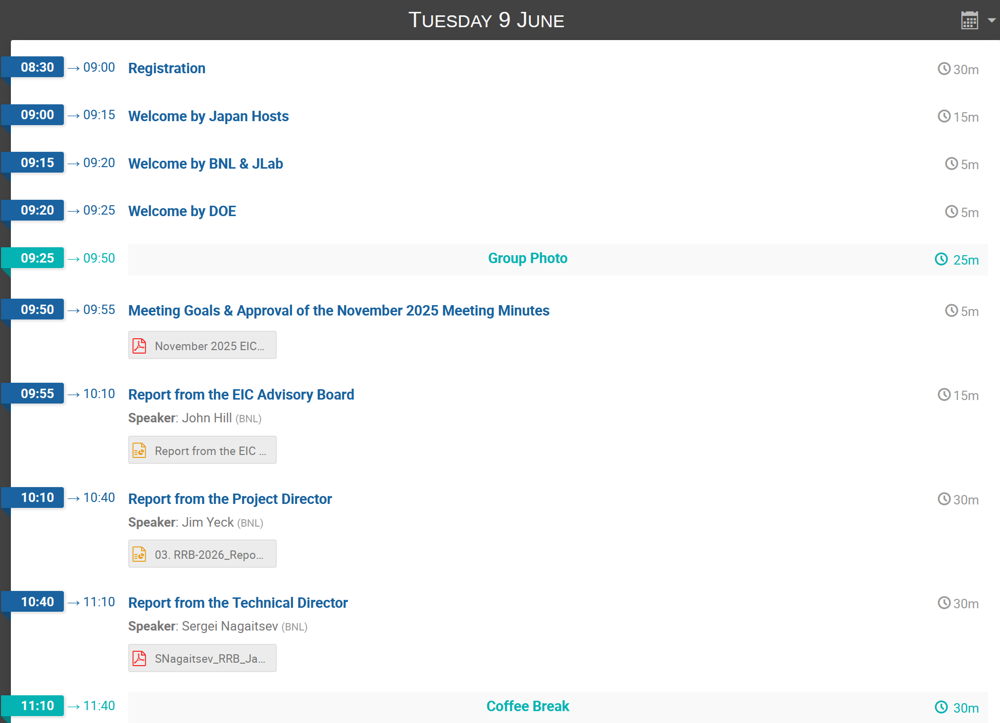 TUESDAY 9 JUNE
08:30 → 09:00 Registration 30m
09:00 → 09:15 Welcome by Japan Hosts 15m
09:15 → 09:20 Welcome by BNL & JLab 5m
09:20 → 09:25 Welcome by DOE 5m
09:25 → 09:50 Group Photo 25m
09:50 → 09:55 Meeting Goals & Approval of the November 2025 Meeting Minutes 5m
November 2025 EIC...
09:55 → 10:10 Report from the EIC Advisory Board 15m
Speaker: John Hill (BNL)
Report from the EIC ...
10:10 → 10:40 Report from the Project Director 30m
Speaker: Jim Yeck (BNL)
03. RRB-2026_Repo...
10:40 → 11:10 Report from the Technical Director 30m
Speaker: Sergei Nagaitsev (BNL)
SNagaitsev_RRB_Ja...
11:10 → 11:40 Coffee Break 30m